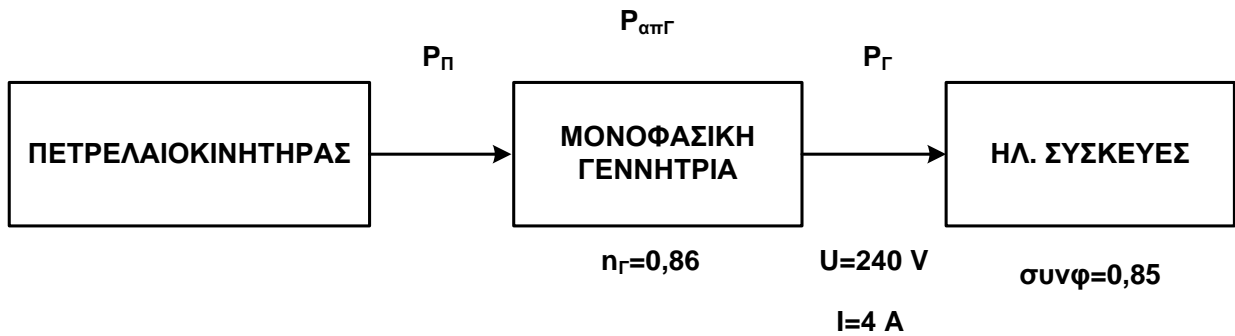 PαπΓ
PΠ
PΓ
ΠΕΤΡΕΛΑΙΟΚΙΝΗΤΗΡΑΣ
ΜΟΝΟΦΑΣΙΚΗ
ΓΕΝΝΗΤΡΙΑ
ΗΛ. ΣΥΣΚΕΥΕΣ
nΓ=0,86
U=240 V
συνφ=0,85
I=4 A